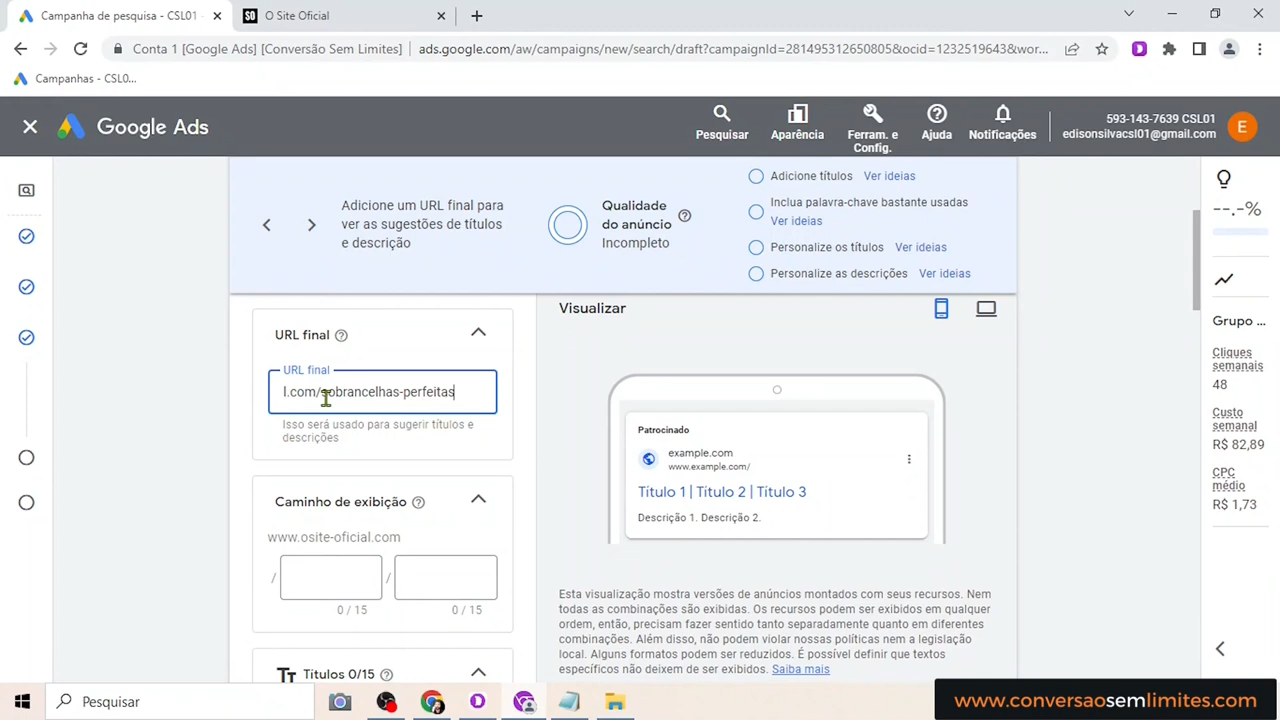 Campanha de pesquisa - CSL01 -
O Site Oficial
Conta 1 [Google Ads] [Conversão Sem Limites]
ads.google.com/aw/campaigns/new/search/draft?campaignId=281495312650805&ocid=1232519643&wor...
Campanhas - CSL0...
Google Ads
Pesquisar
Aparência
Ferram. e
Config.
Ajuda
Notificações
593-143-7639 CSL01
edisonsilvacsl01@gmail.com
E
Adicione um URL final para
ver as sugestões de títulos
e descrição
Qualidade
do anúncio
Incompleto
Adicione títulos Ver ideias
Inclua palavra-chave bastante usadas
Ver ideias
Personalize os títulos Ver ideias
Personalize as descrições Ver ideias
--.-%
URL final
URL final
l.com/sobrancelhas-perfeitas
Isso será usado para sugerir títulos e
descrições
Caminho de exibição
www.osite-oficial.com
/ /
0 / 15 0 / 15
Tt Títulos 0/15
Visualizar
Patrocinado
example.com
www.example.com/
Título 1 | Título 2 | Título 3
Descrição 1. Descrição 2.
Esta visualização mostra versões de anúncios montados com seus recursos. Nem
todas as combinações são exibidas. Os recursos podem ser exibidos em qualquer
ordem, então, precisam fazer sentido tanto separadamente quanto em diferentes
combinações. Além disso, não podem violar nossas políticas nem a legislação
local. Alguns formatos podem ser reduzidos. É possível definir que textos
específicos não deixem de ser exibidos. Saiba mais
Grupo ...
Cliques
semanais
48
Custo
semanal
R$ 82,89
CPC
médio
R$ 1,73
Pesquisar
www.conversaosemlimites.com